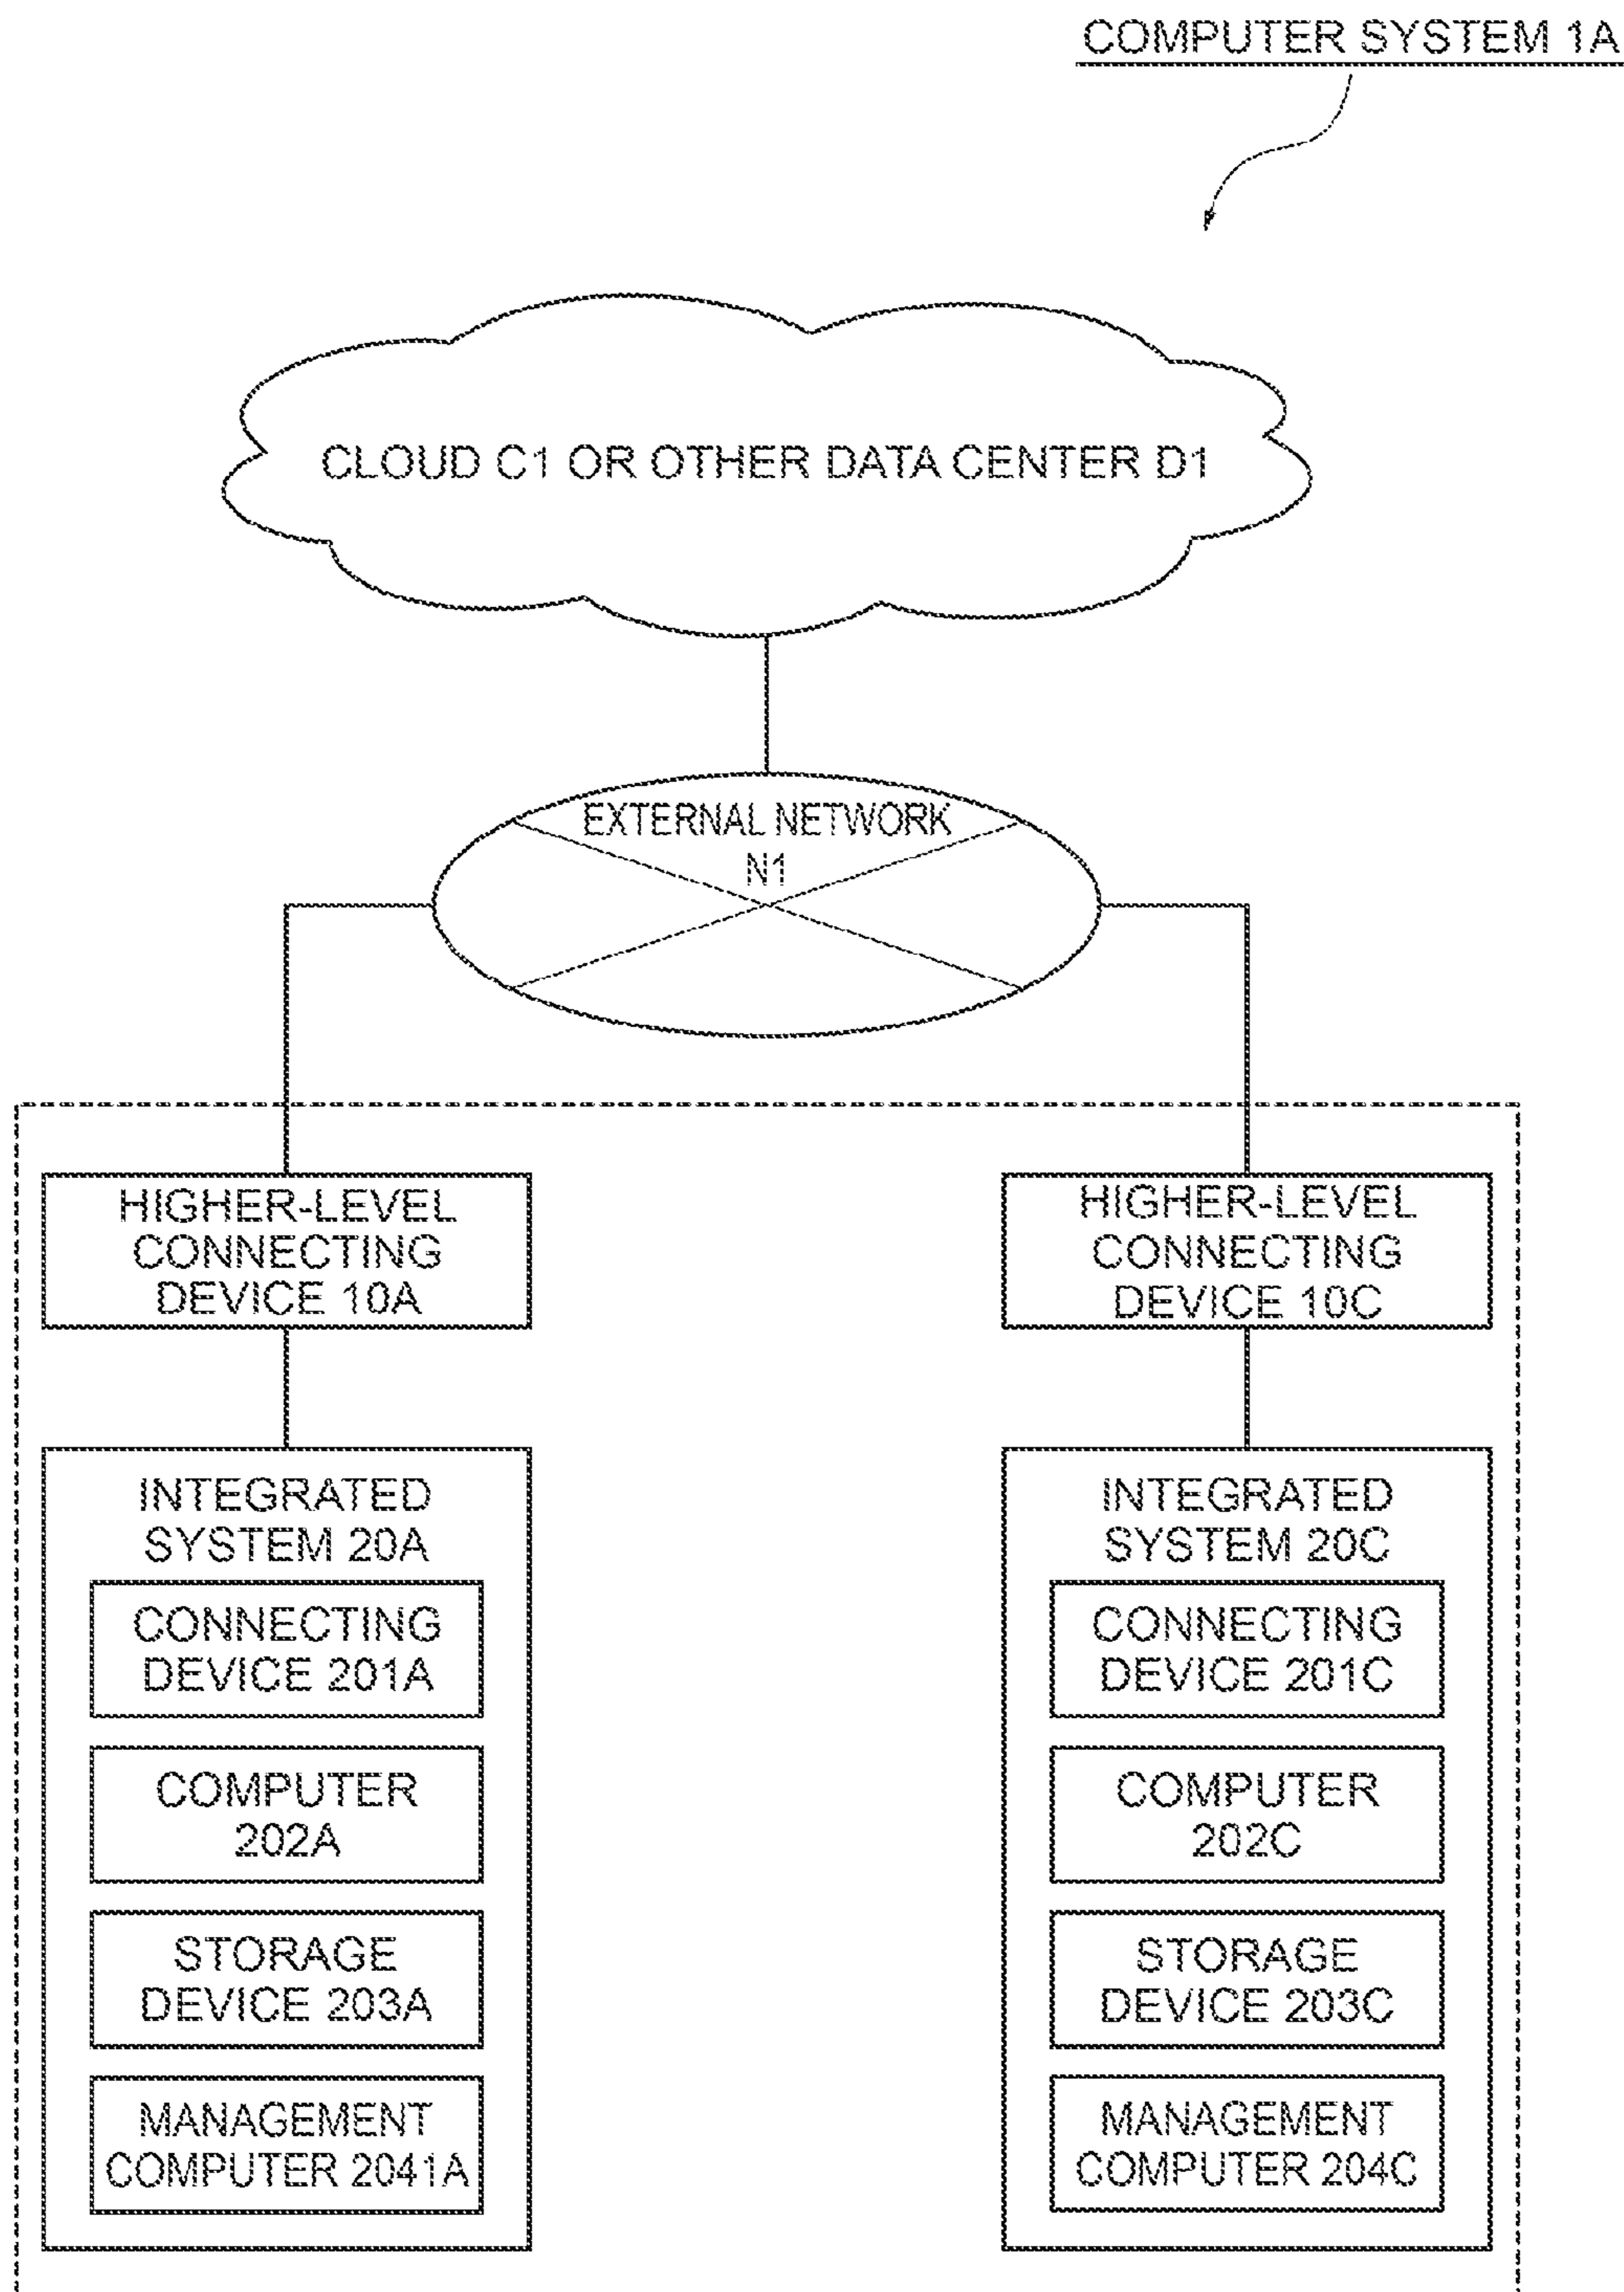 COMPUTER SYSTEM 1A
CLOUD C1 OR OTHER DATA CENTER D1
EXTERNAL NETWORK
N1
HIGHER-LEVEL
CONNECTING
DEVICE 10A
HIGHER-LEVEL
CONNECTING
DEVICE 10C
INTEGRATED
SYSTEM 20A
CONNECTING
DEVICE 201A
COMPUTER
202A
STORAGE
DEVICE 203A
MANAGEMENT
COMPUTER 2041A
INTEGRATED
SYSTEM 20C
CONNECTING
DEVICE 201C
COMPUTER
202C
STORAGE
DEVICE 203C
MANAGEMENT
COMPUTER 204C